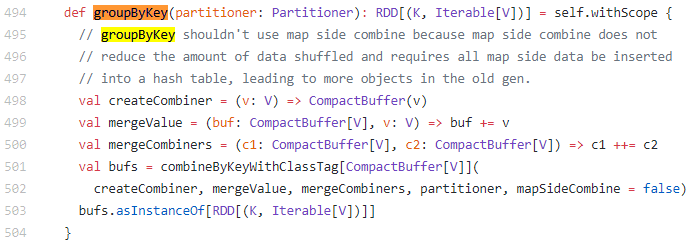 494 def groupByKey(partitioner: Partitioner): RDD[(K, Iterable[V])] = self.withScope {
495 // groupByKey shouldn't use map side combine because map side combine does not
496 // reduce the amount of data shuffled and requires all map side data be inserted
497 // into a hash table, leading to more objects in the old gen.
498 val createCombiner = (v: V) => CompactBuffer(v)
499 val mergeValue = (buf: CompactBuffer[V], v: V) => buf += v
500 val mergeCombiners = (c1: CompactBuffer[V], c2: CompactBuffer[V]) => c1 ++= c2
501 val bufs = combineByKeyWithClassTag[CompactBuffer[V]](
502 createCombiner, mergeValue, mergeCombiners, partitioner, mapSideCombine = false)
503 bufs.asInstanceOf[RDD[(K, Iterable[V])]]
504 }